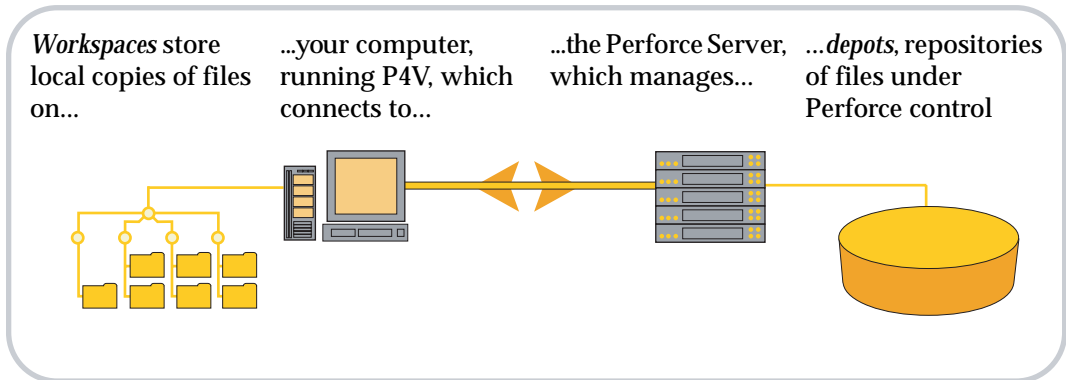 Workspaces store
local copies of files
on...
...your computer,
running P4V, which
connects to...
...the Perforce Server,
which manages...
...depots, repositories
of files under
Perforce control